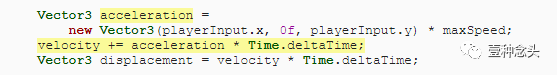 Vector3 acceleration =
new Vector3(playerInput.x, 0f, playerInput.y) * maxSpeed;
velocity += acceleration * Time.deltaTime;
Vector3 displacement = velocity * Time.deltaTime;
壹种念头